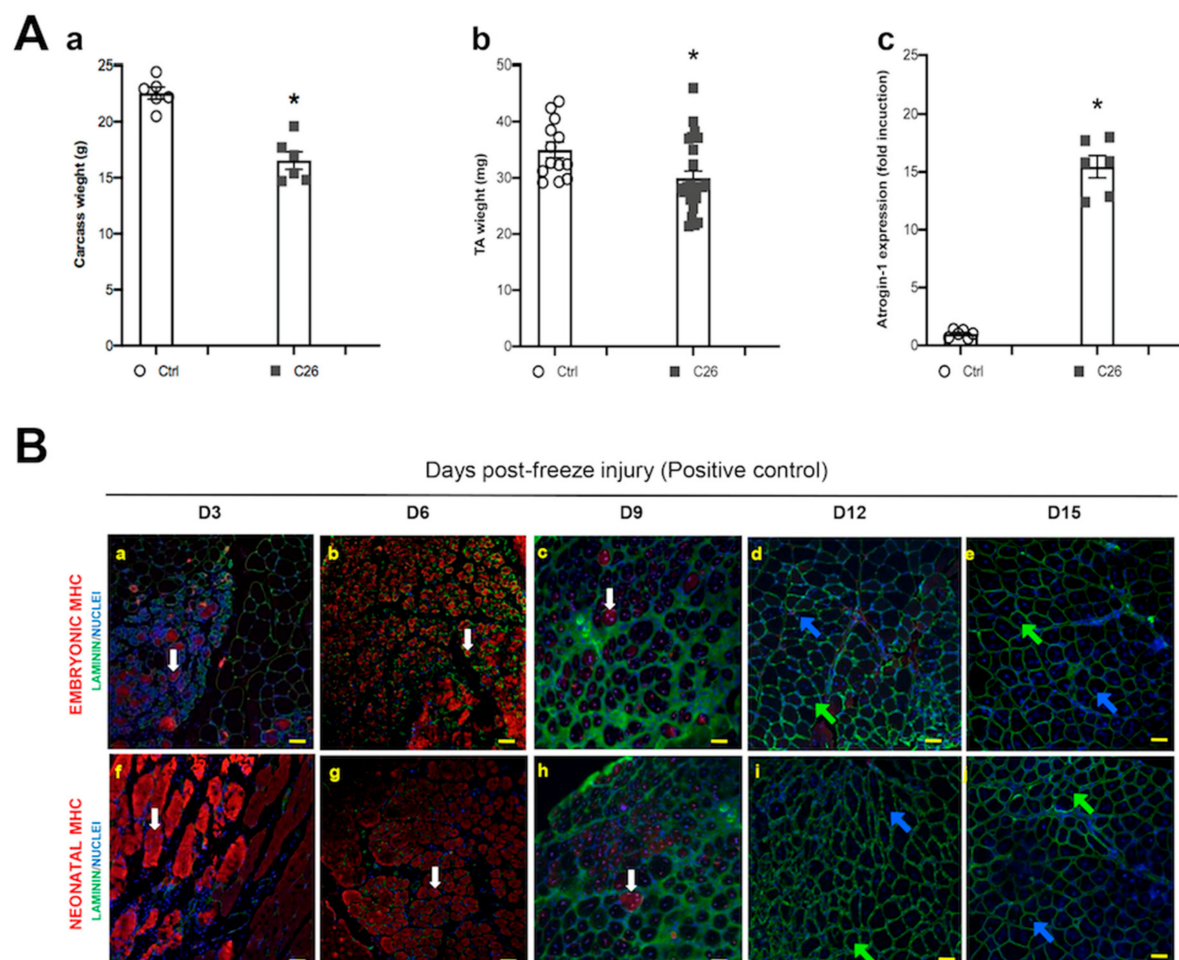 A
a
*
Carcass wieght (g)
25
20
15
10
5
0
Ctrl
C26
b
*
TA wieght (mg)
50
40
30
20
10
0
Ctrl
C26
c
*
Atrogin-1 expression (fold incuction)
25
20
15
10
5
0
Ctrl
C26
B
Days post-freeze injury (Positive control)
D3 D6 D9 D12 D15
EMBRYONIC MHC
LAMININ/NUCLEI
a b c d e
NEONATAL MHC
LAMININ/NUCLEI
f g h i